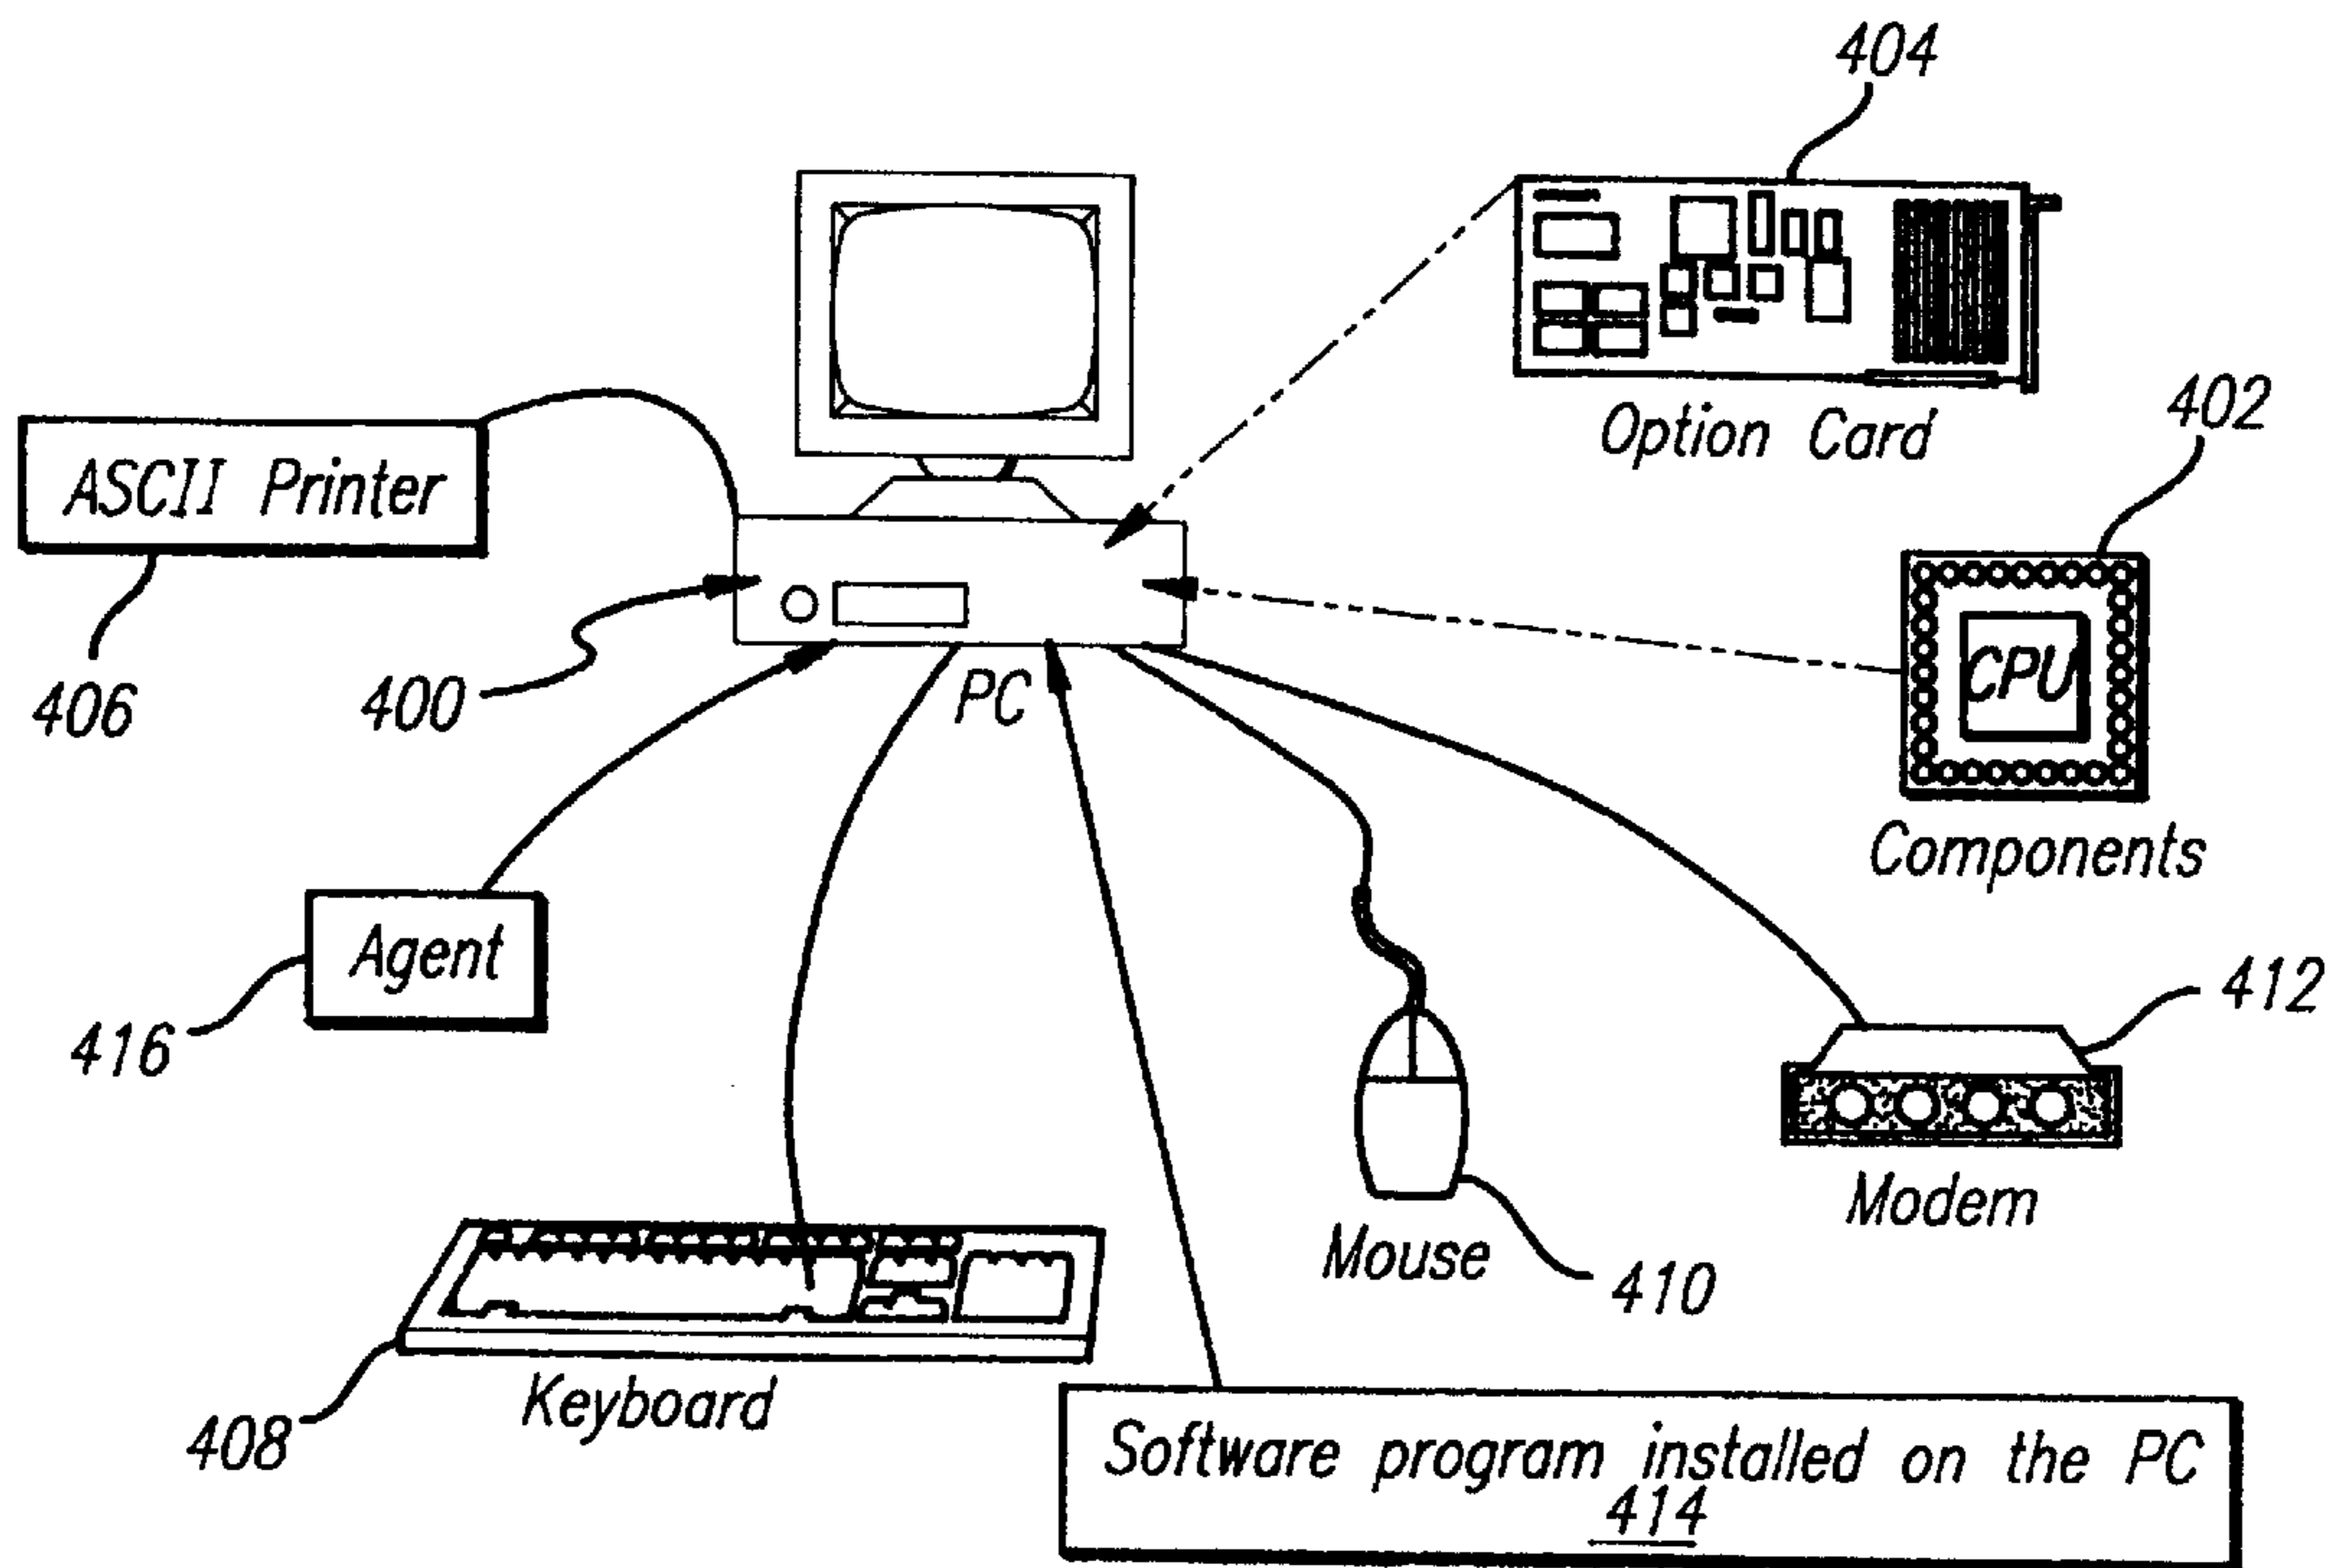 404
Option Card
402
ASCII Printer
406
400
PC
CPU
Components
Agent
416
412
Modem
Mouse
410
Keyboard
408
Software program installed on the PC
414